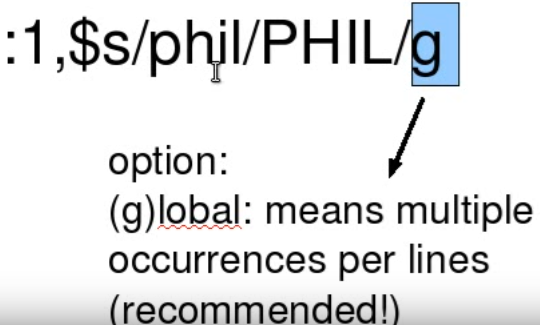 :1,$s/phil/PHIL/g
option:
(g)lobal: means multiple
occurrences per lines
(recommended!)